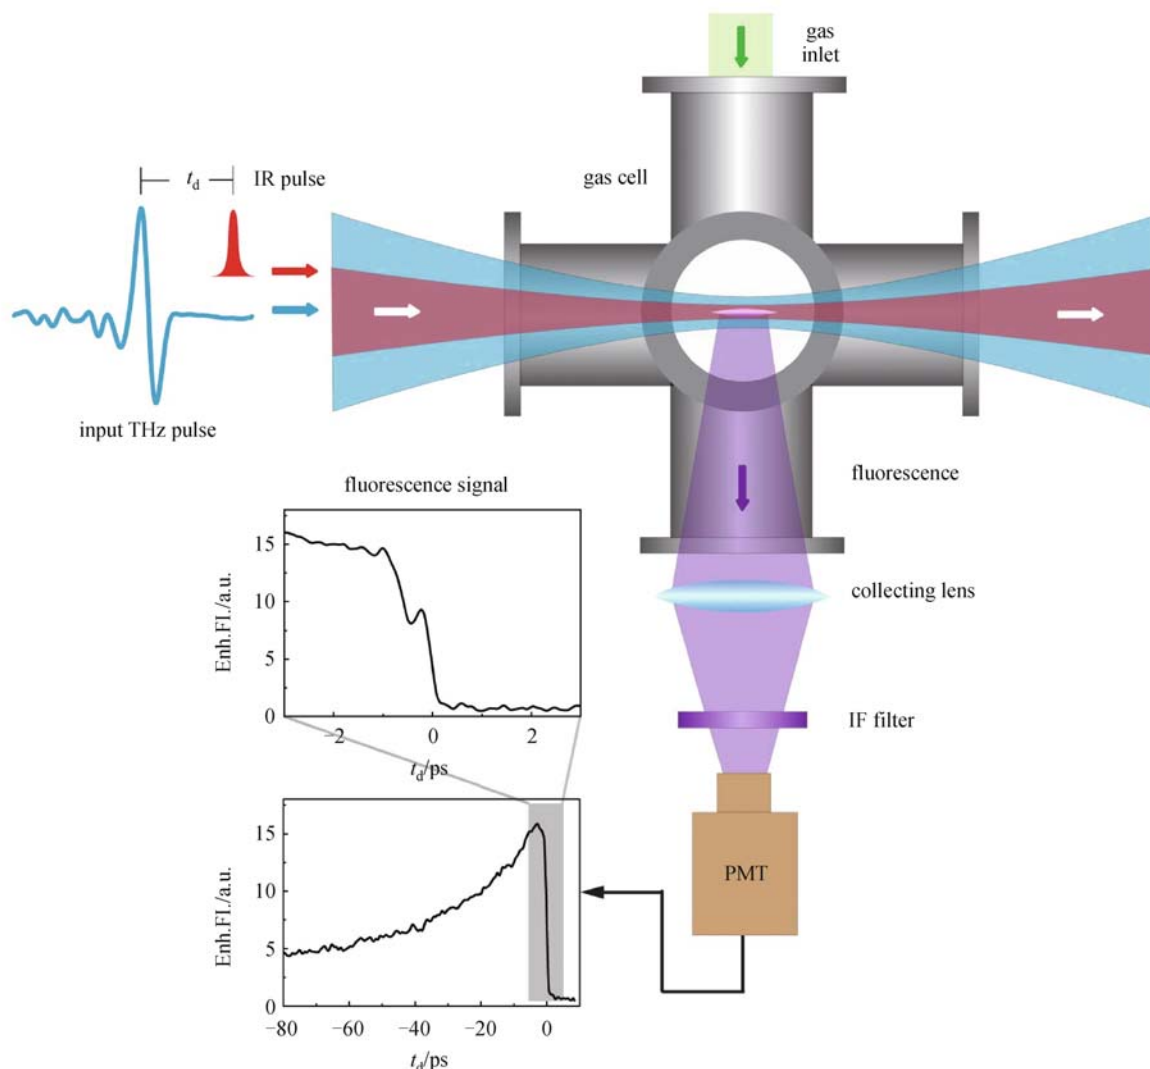 gas
inlet
t_d
IR pulse
gas cell
input THz pulse
fluorescence
fluorescence signal
15
10
5
0
Enh.FI./a.u.
−2
0
2
t_d/ps
collecting lens
IF filter
15
10
5
0
Enh.FI./a.u.
−80
−60
−40
−20
0
t_d/ps
PMT